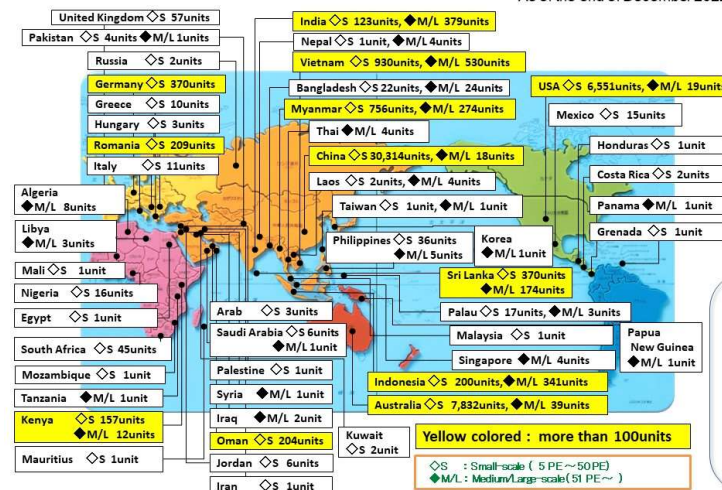 United Kingdom ◇S 57units
Pakistan ◇S 4units ◆M/L 1units
Russia ◇S 2units
Germany ◇S 370units
Greece ◇S 10units
Hungary ◇S 3units
Romania ◇S 209units
Italy ◇S 11units
Algeria
◆M/L 8units
Libya
◆M/L 3units
Mali ◇S 1unit
Nigeria ◇S 16units
Egypt ◇S 1unit
South Africa ◇S 45units
Mozambique ◇S 1unit
Tanzania ◆M/L 1unit
Kenya ◇S 157units
◆M/L 12units
Mauritius ◇S 1unit
India ◇S 123units, ◆M/L 379units
Nepal ◇S 1unit, ◆M/L 4units
Vietnam ◇S 930units, ◆M/L 530units
Bangladesh ◇S 22units, ◆M/L 24units
Myanmar ◇S 756units, ◆M/L 274units
Thai ◆M/L 4units
China ◇S 30,314units, ◆M/L 18units
Laos ◇S 2units, ◆M/L 4units
Taiwan ◇S 1unit, ◆M/L 1unit
Philippines ◇S 36units
◆M/L 5units
Korea
◆M/L 1unit
Sri Lanka ◇S 370units
◆M/L 174units
Palau ◇S 17units, ◆M/L 3units
Malaysia ◇S 1unit
Singapore ◆M/L 4units
Indonesia ◇S 200units, ◆M/L 341units
Australia ◇S 7,832units, ◆M/L 39units
USA ◇S 6,551units, ◆M/L 19units
Mexico ◇S 15units
Honduras ◇S 1unit
Costa Rica ◇S 2units
Panama ◆M/L 1unit
Grenada ◇S 1unit
Papua
New Guinea
◆M/L 1unit
Arab ◇S 3units
Saudi Arabia ◇S 6units
◆M/L 1unit
Palestine ◇S 1unit
Syria ◆M/L 1unit
Iraq ◆M/L 2unit
Oman ◇S 204units
Jordan ◇S 6units
Iran ◇S 1unit
Kuwait
◇S 2unit
Yellow colored : more than 100units
◇S : Small-scale ( 5 PE～50PE)
◆M/L : Medium/Large-scale(51 PE～ )